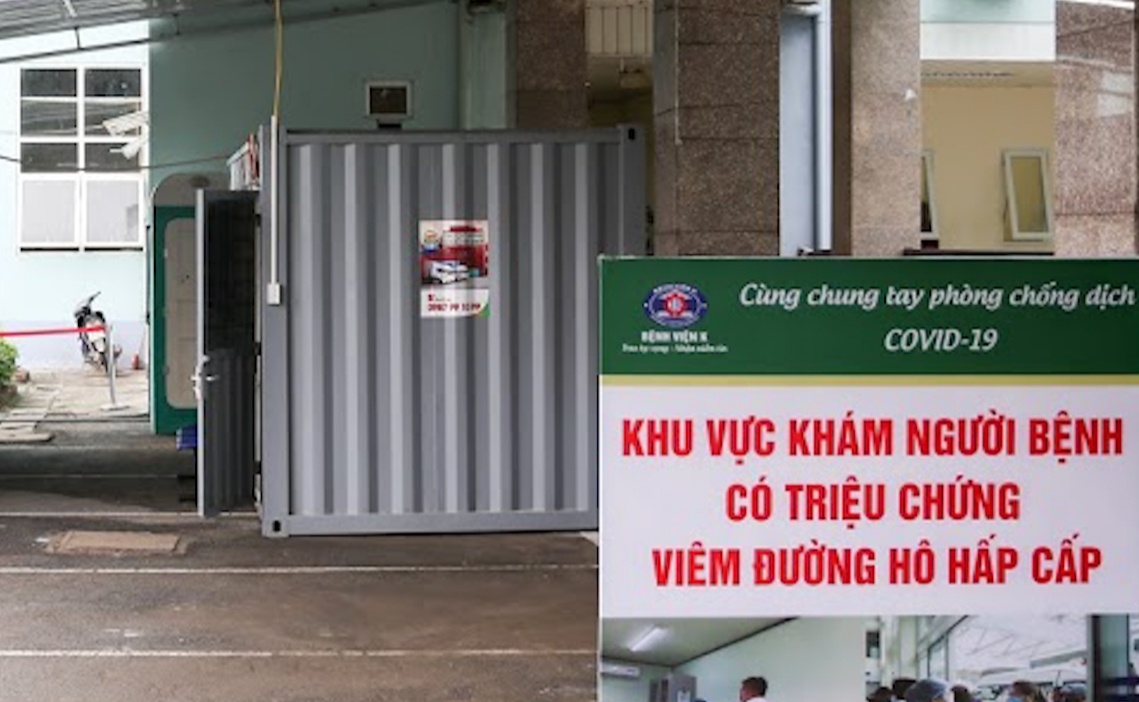 Cùng chung tay phòng chống dịch
COVID-19
BỆNH VIỆN K
KHU VỰC KHÁM NGƯỜI BỆNH
CÓ TRIỆU CHỨNG
VIÊM ĐƯỜNG HÔ HẤP CẤP